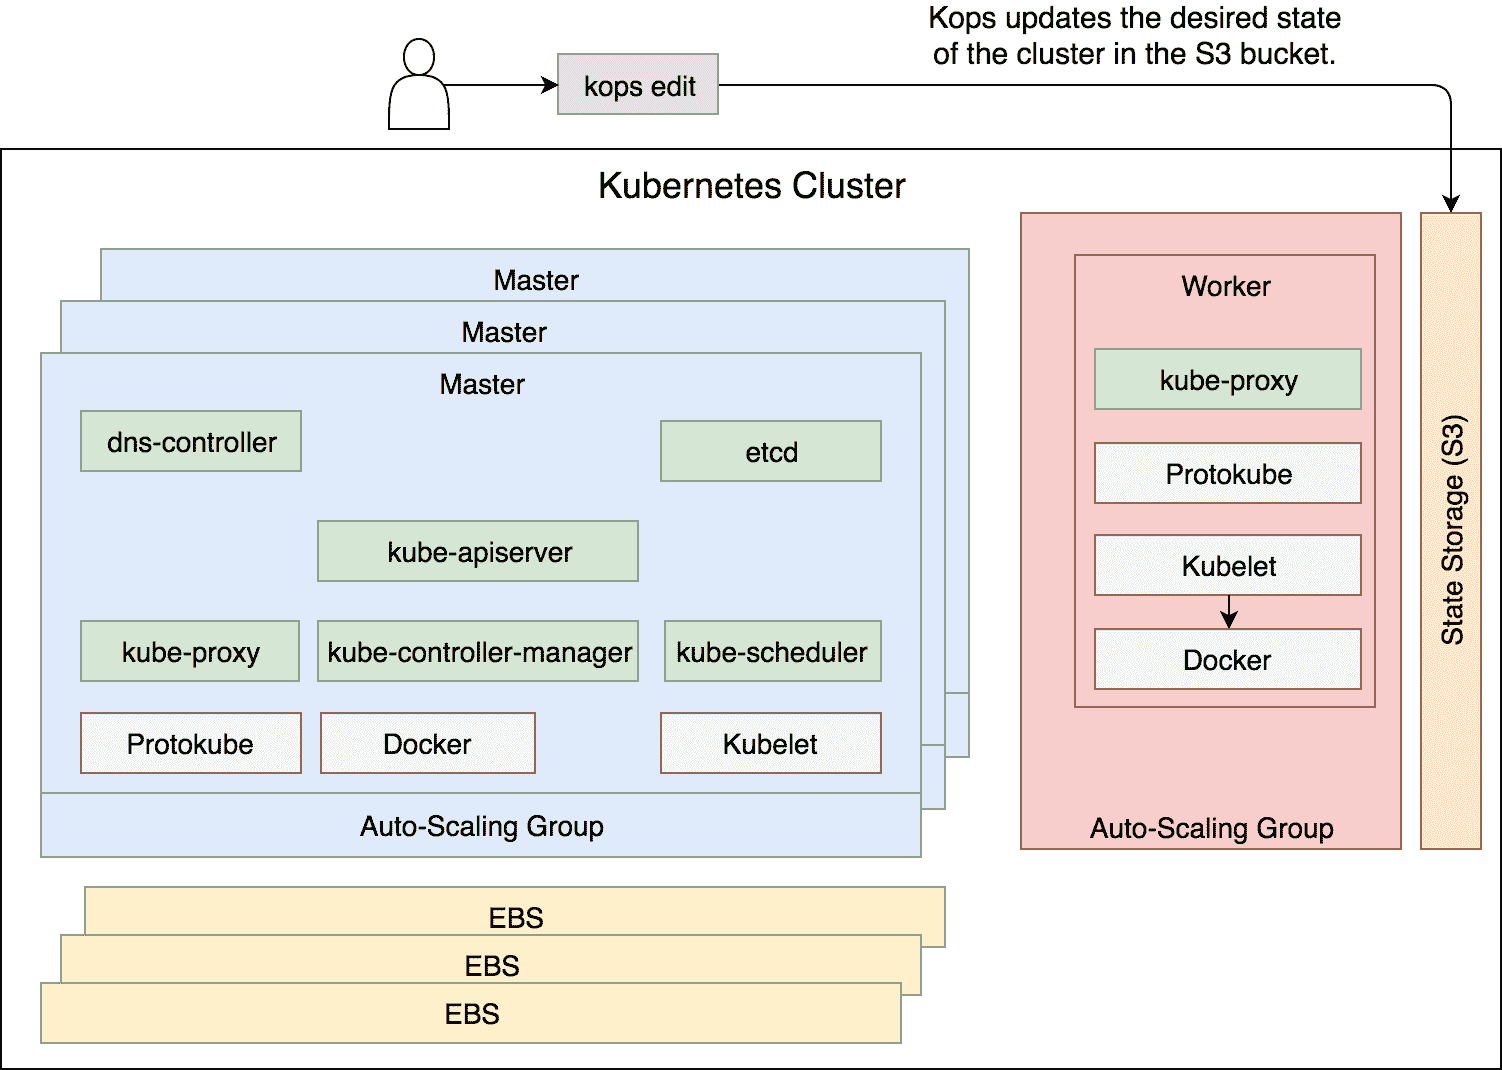 Kops updates the desired state
of the cluster in the S3 bucket.
kops edit
Kubernetes Cluster
Master
Master
Master
dns-controller
etcd
kube-apiserver
kube-proxy
kube-controller-manager
kube-scheduler
Protokube
Docker
Kubelet
Auto-Scaling Group
EBS
EBS
EBS
Worker
kube-proxy
Protokube
Kubelet
Docker
Auto-Scaling Group
State Storage (S3)